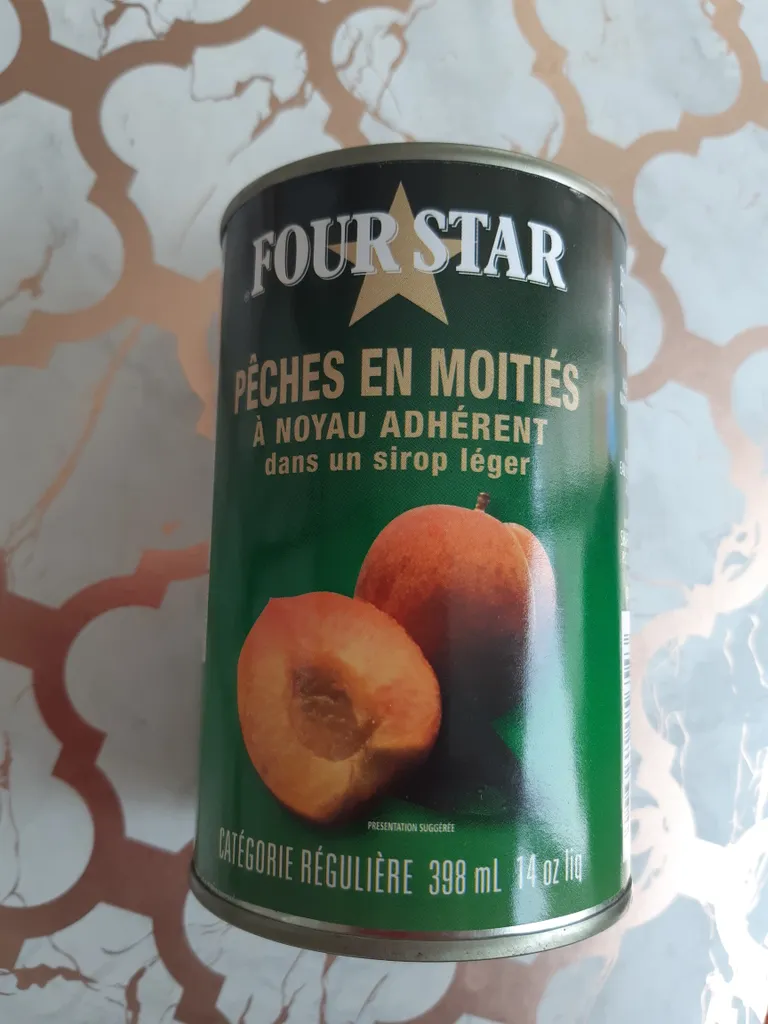 FOUR STAR
PÊCHES EN MOITIÉS
À NOYAU ADHÉRENT
dans un sirop léger
PRESENTATION SUGGÉRÉE
CATÉGORIE RÉGULIÈRE 398 mL 14 oz liq